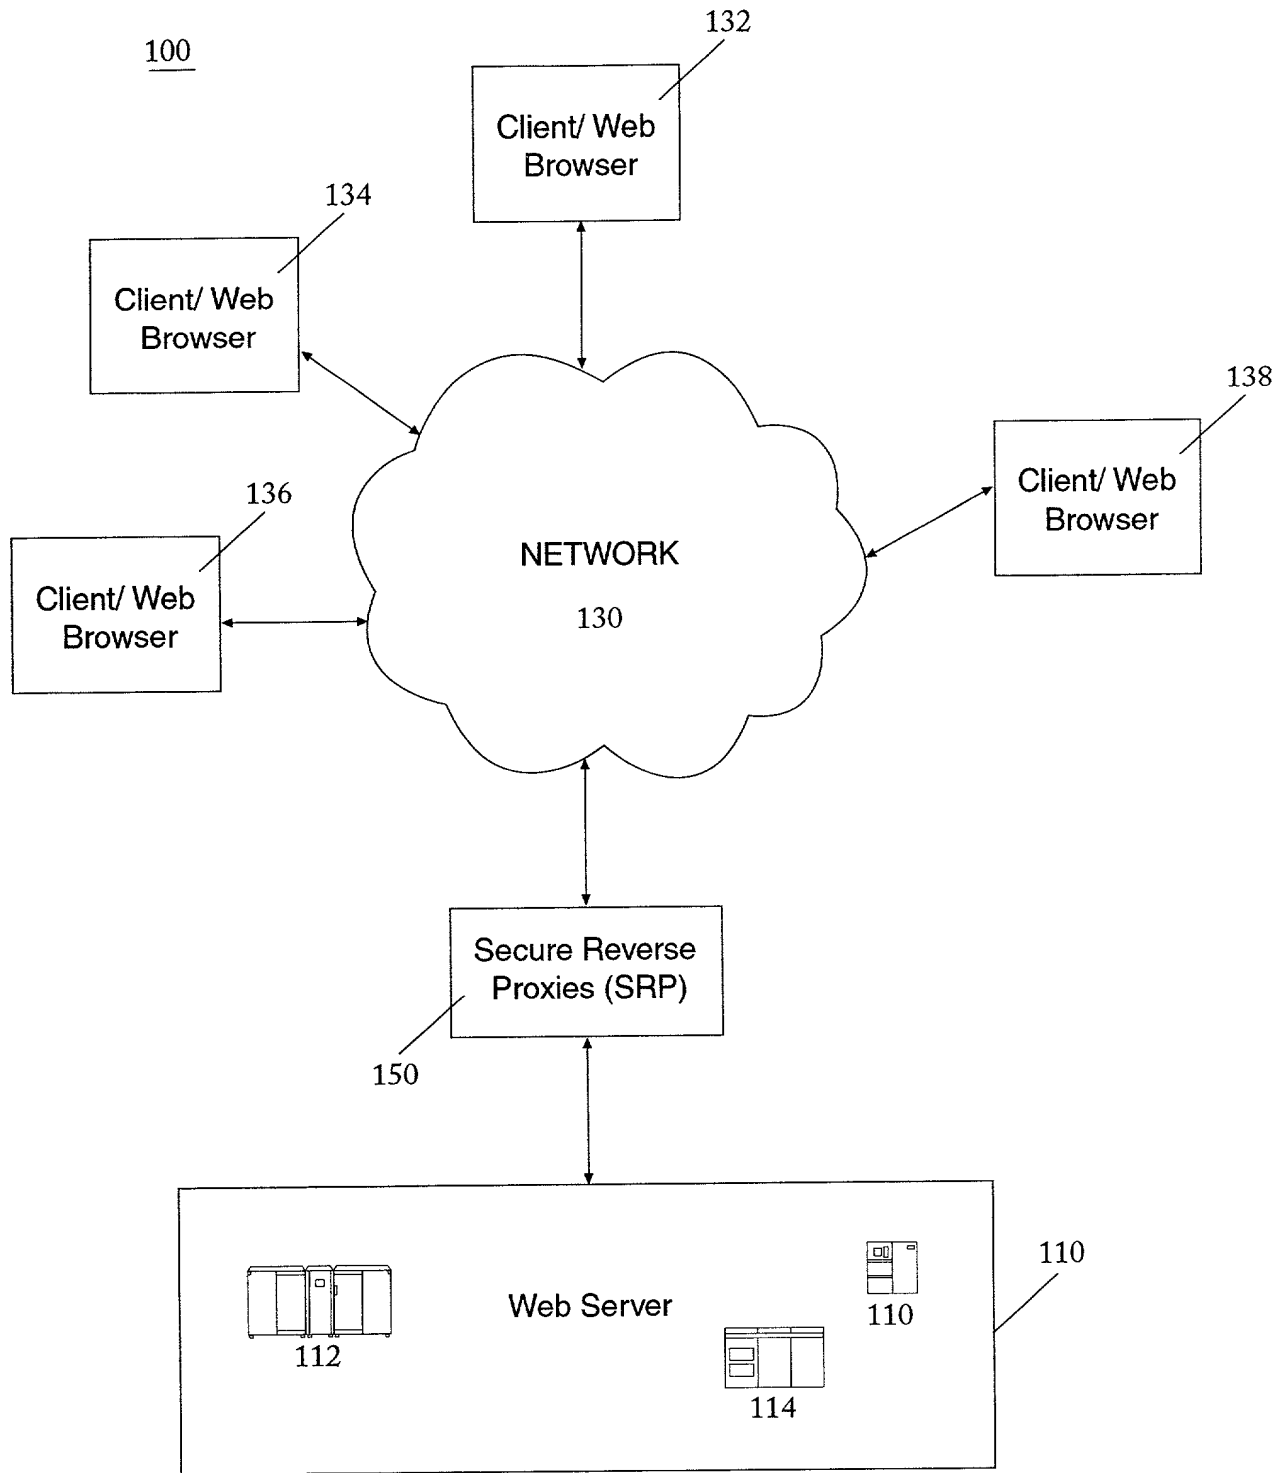 100
132
Client/ Web
Browser
134
Client/ Web
Browser
138
Client/ Web
Browser
136
Client/ Web
Browser
NETWORK
130
Secure Reverse
Proxies (SRP)
150
110
Web Server
110
112
114